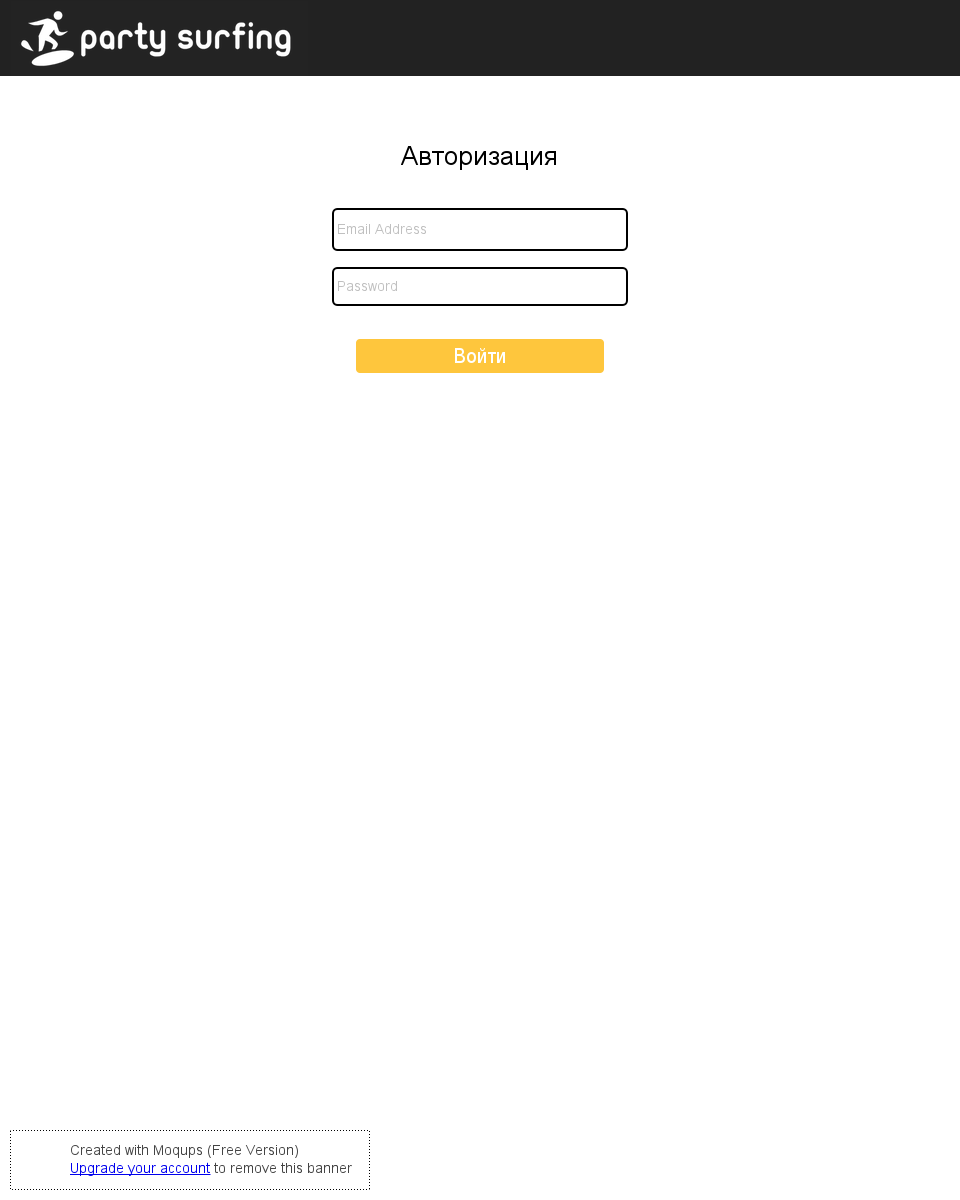 party surfing
Авторизация
Email Address
Password
Войти
Created with Moqups (Free Version)
Upgrade your account to remove this banner